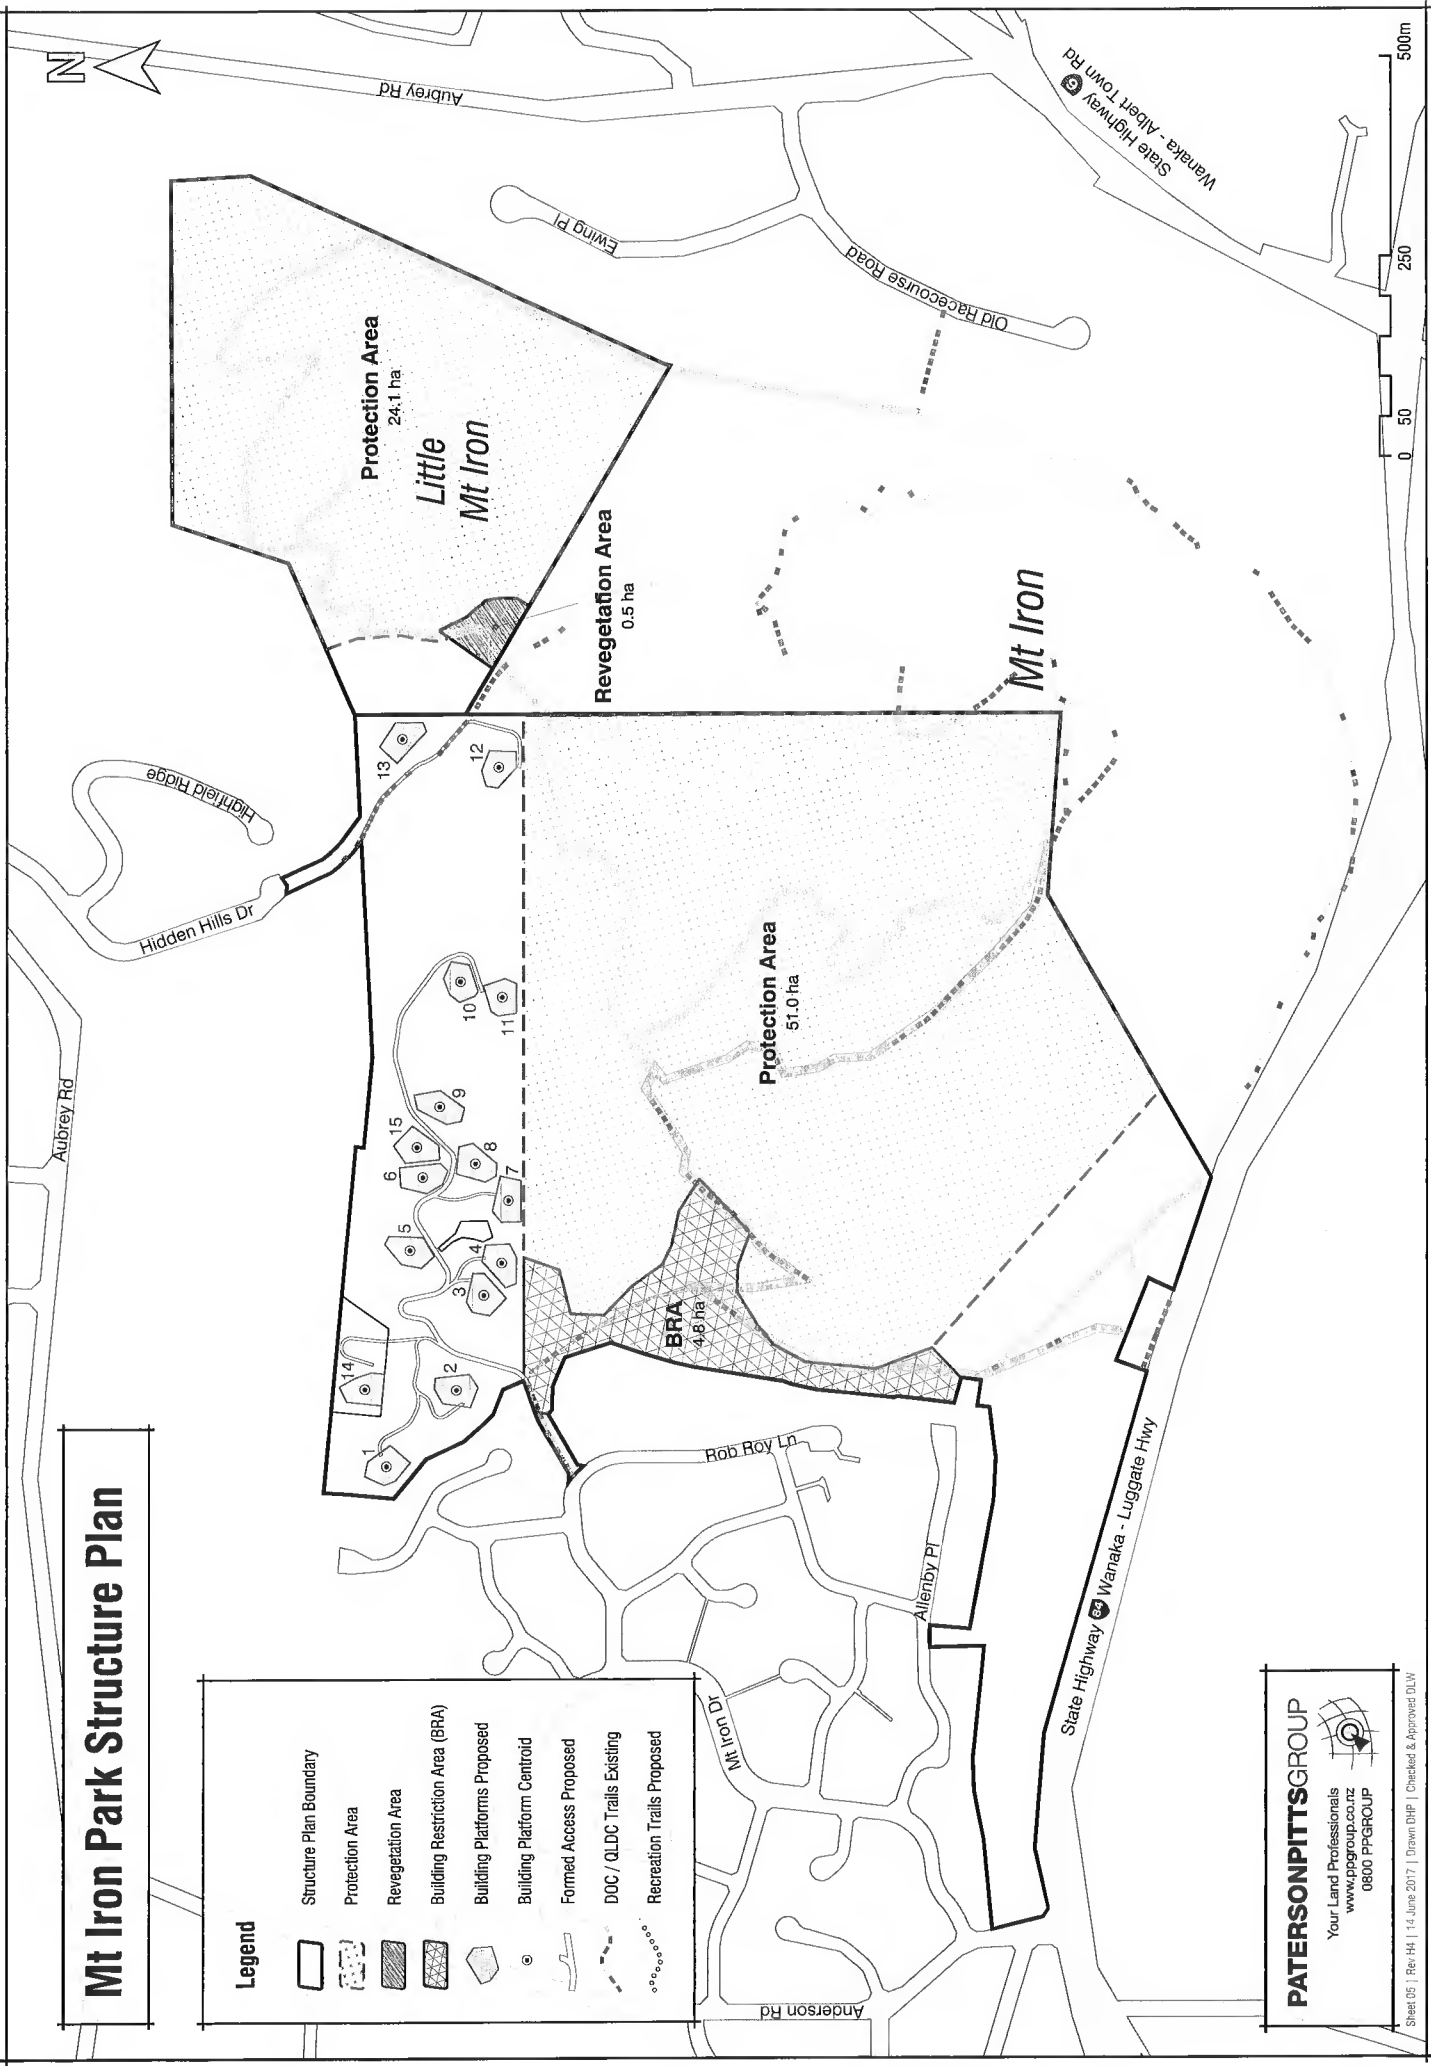 Mt Iron Park Structure Plan
N
Legend
Structure Plan Boundary
Protection Area
Revegetation Area
Building Restriction Area (BRA)
Building Platforms Proposed
Building Platform Centroid
Formed Access Proposed
DOC / QLDC Trails Existing
Recreation Trails Proposed
Aubrey Rd
Hidden Hills Dr
Highfield Ridge
Aubrey Rd
Protection Area
24.1 ha
Little
Mt Iron
Revegetation Area
0.5 ha
Ewing Pl
Old Racecourse Road
State Highway 6
Wanaka - Albert Town Rd
1
14
2
3
4
5
6
15
7
8
9
10
11
12
13
BRA
4.8 ha
Protection Area
51.0 ha
Mt Iron
Rob Roy Ln
Allenby Pl
Mt Iron Dr
Anderson Rd
State Highway 84 Wanaka - Luggate Hwy
0 50 250 500m
PATERSONPITTSGROUP
Your Land Professionals
www.ppgroup.co.nz
0800 PPGROUP
Sheet 05 | Rev H4 | 14 June 2017 | Drawn DHP | Checked & Approved DLW